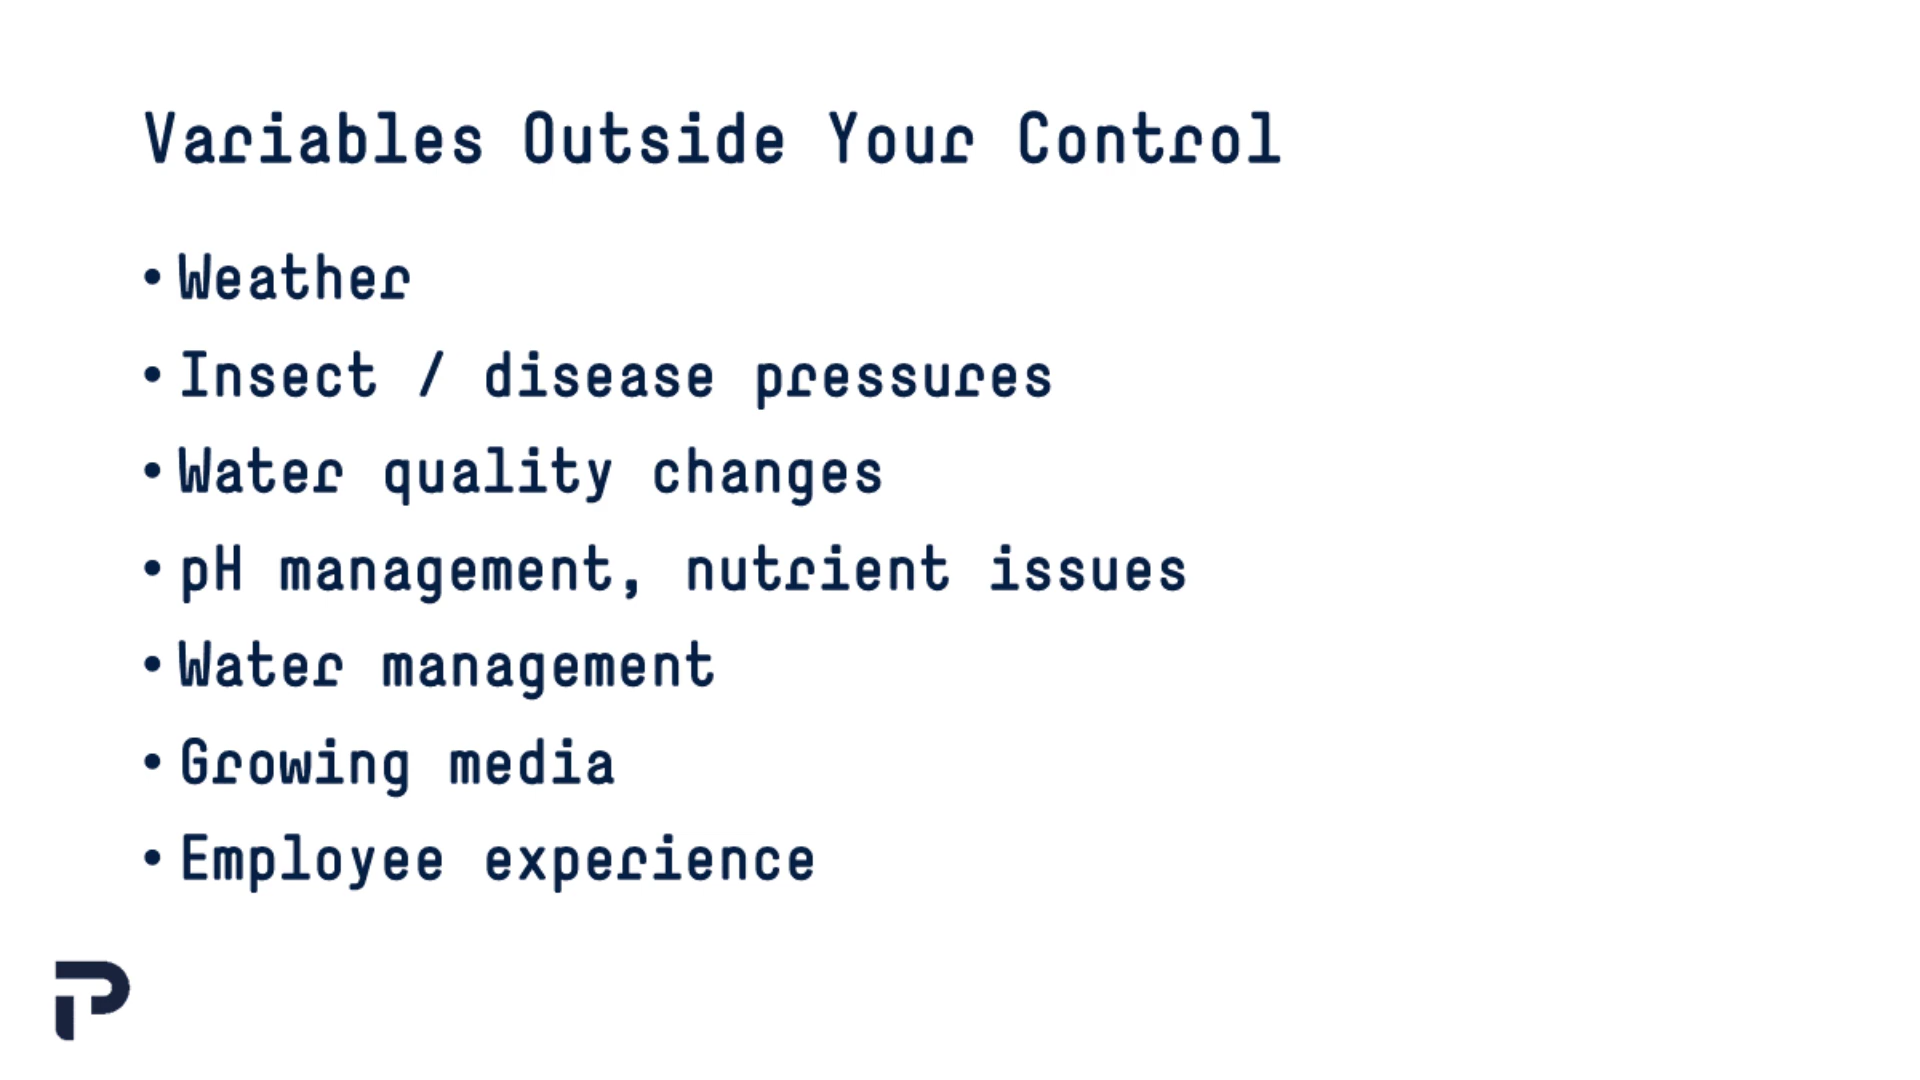 Variables Outside Your Control
• Weather
• Insect / disease pressures
• Water quality changes
• pH management, nutrient issues
• Water management
• Growing media
• Employee experience
P